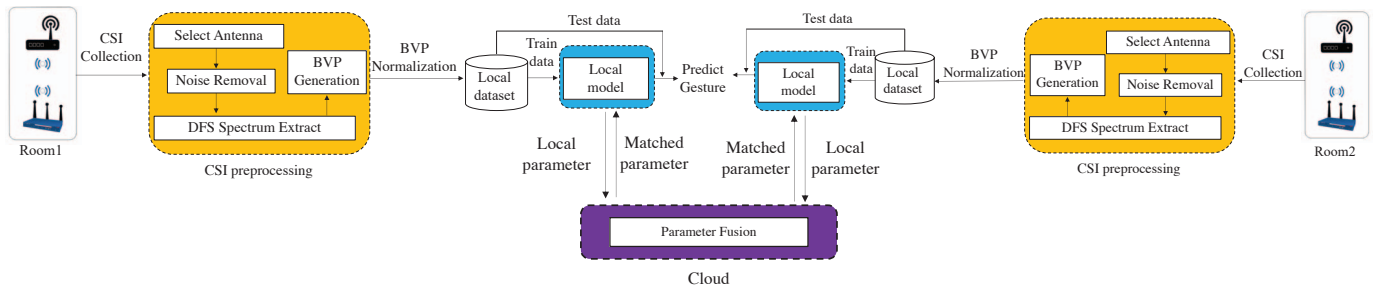 CSI
Collection
Room1
Select Antenna
Noise Removal
BVP
Generation
DFS Spectrum Extract
CSI preprocessing
BVP
Normalization
Local
dataset
Test data
Train
data
Local
model
Predict
Gesture
Local
parameter
Matched
parameter
Test data
Local
model
Train
data
Local
dataset
Matched
parameter
Local
parameter
Parameter Fusion
Cloud
BVP
Normalization
Select Antenna
BVP
Generation
Noise Removal
DFS Spectrum Extract
CSI preprocessing
CSI
Collection
Room2